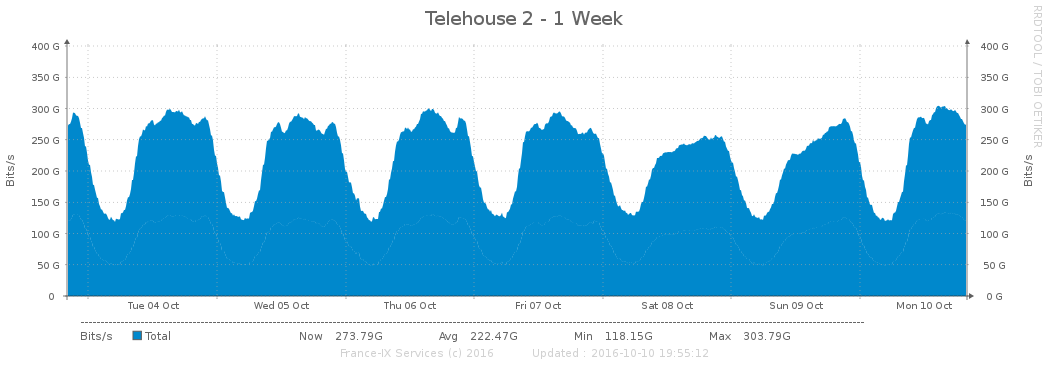 Telehouse 2 - 1 Week
RRDTOOL / TOBI OETIKER
400 G 400 G
350 G 350 G
300 G 300 G
250 G 250 G
200 G 200 G
150 G 150 G
100 G 100 G
50 G 50 G
0 0 G
Bits/s
Bits/s
Tue 04 Oct Wed 05 Oct Thu 06 Oct Fri 07 Oct Sat 08 Oct Sun 09 Oct Mon 10 Oct
Bits/s Total Now 273.79G Avg 222.47G Min 118.15G Max 303.79G
France-IX Services (c) 2016 Updated : 2016-10-10 19:55:12